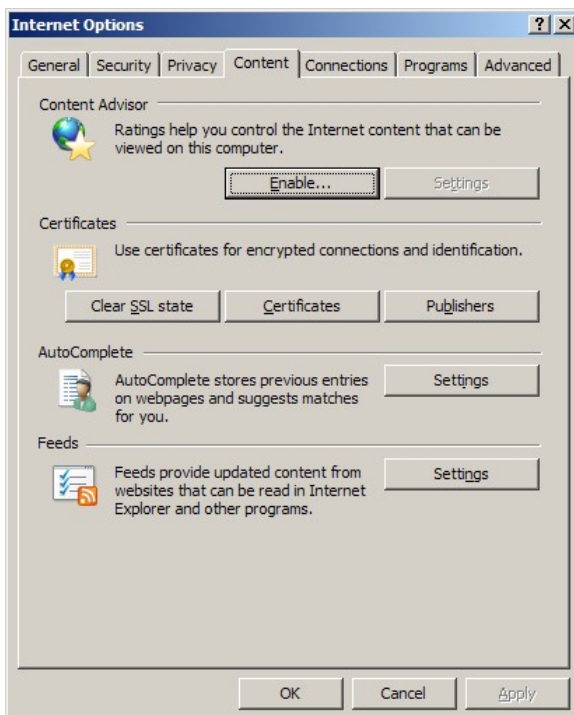 Internet Options
General Security Privacy Content Connections Programs Advanced
Content Advisor
Ratings help you control the Internet content that can be
viewed on this computer.
Enable... Settings
Certificates
Use certificates for encrypted connections and identification.
Clear SSL state Certificates Publishers
AutoComplete
AutoComplete stores previous entries Settings
on webpages and suggests matches
for you.
Feeds
Feeds provide updated content from Settings
websites that can be read in Internet
Explorer and other programs.
OK Cancel Apply